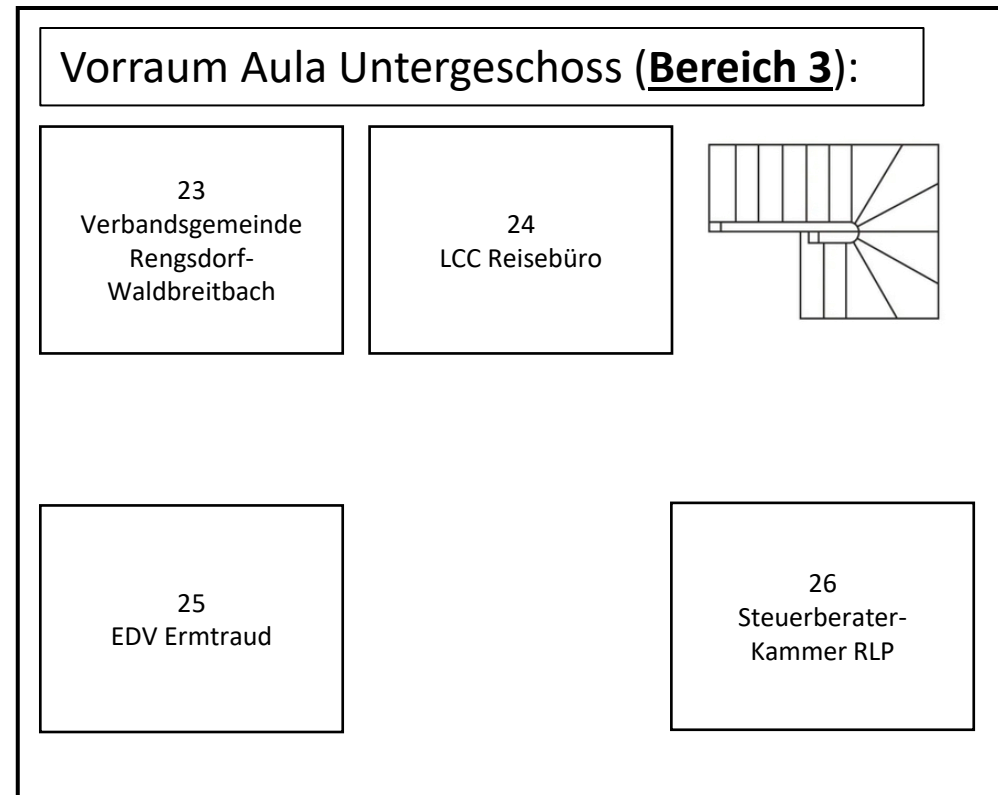 Vorraum Aula Untergeschoss (Bereich 3):
23
Verbandsgemeinde
Rengsdorf-
Waldbreitbach
24
LCC Reisebüro
25
EDV Ermtraud
26
Steuerberater-
Kammer RLP